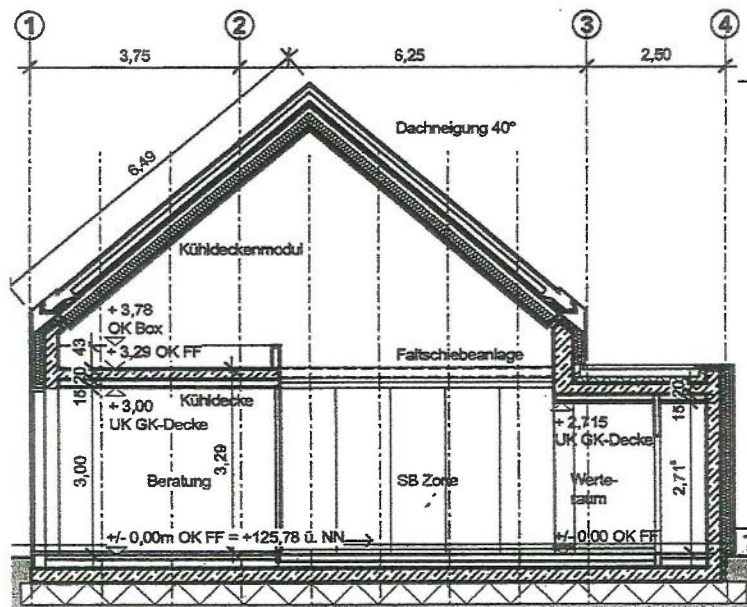 1 2 3 4
3,75 6,25 2,50
Dachneigung 40°
6,49
Kühldeckenmodul
+ 3,78
OK Box
43
+ 3,29 OK FF
Faltschiebeanlage
15 20
Kühldecke
+ 3,00
UK GK-Decke
15 20
+ 2,715
UK GK-Decke
3,00
Beratung
3,29
SB Zone
Werte-
raum
2,71⁵
+/- 0,00m OK FF = +125,78 ü. NN
+/- 0,00 OK FF